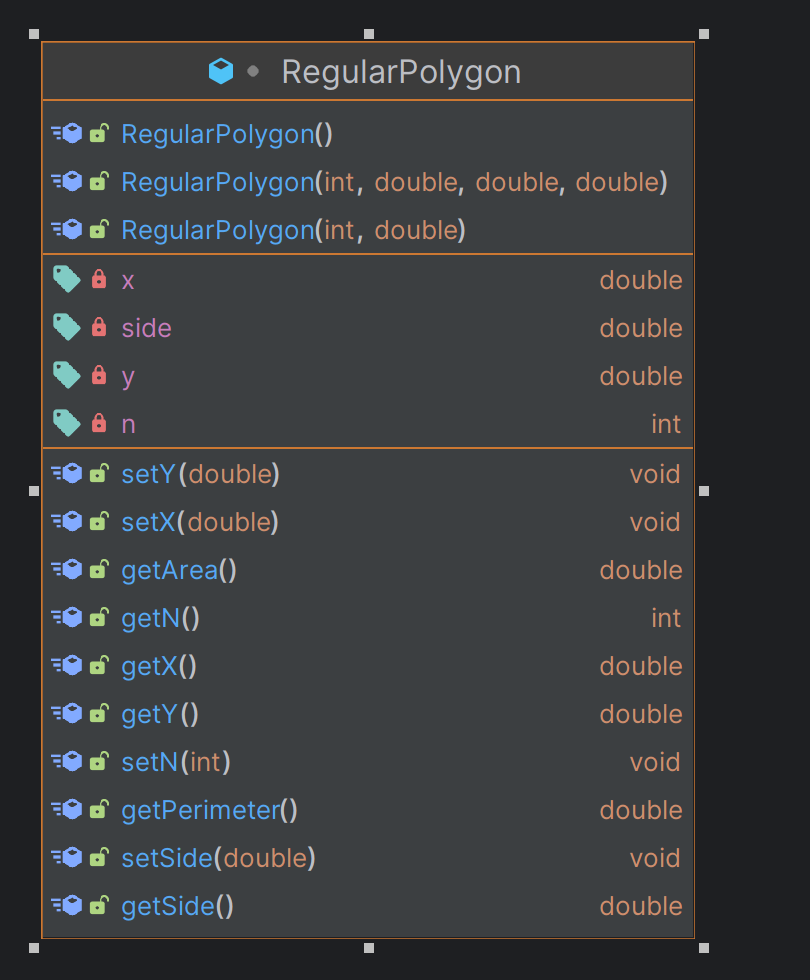 RegularPolygon
RegularPolygon()
RegularPolygon(int, double, double, double)
RegularPolygon(int, double)
x double
side double
y double
n int
setY(double) void
setX(double) void
getArea() double
getN() int
getX() double
getY() double
setN(int) void
getPerimeter() double
setSide(double) void
getSide() double